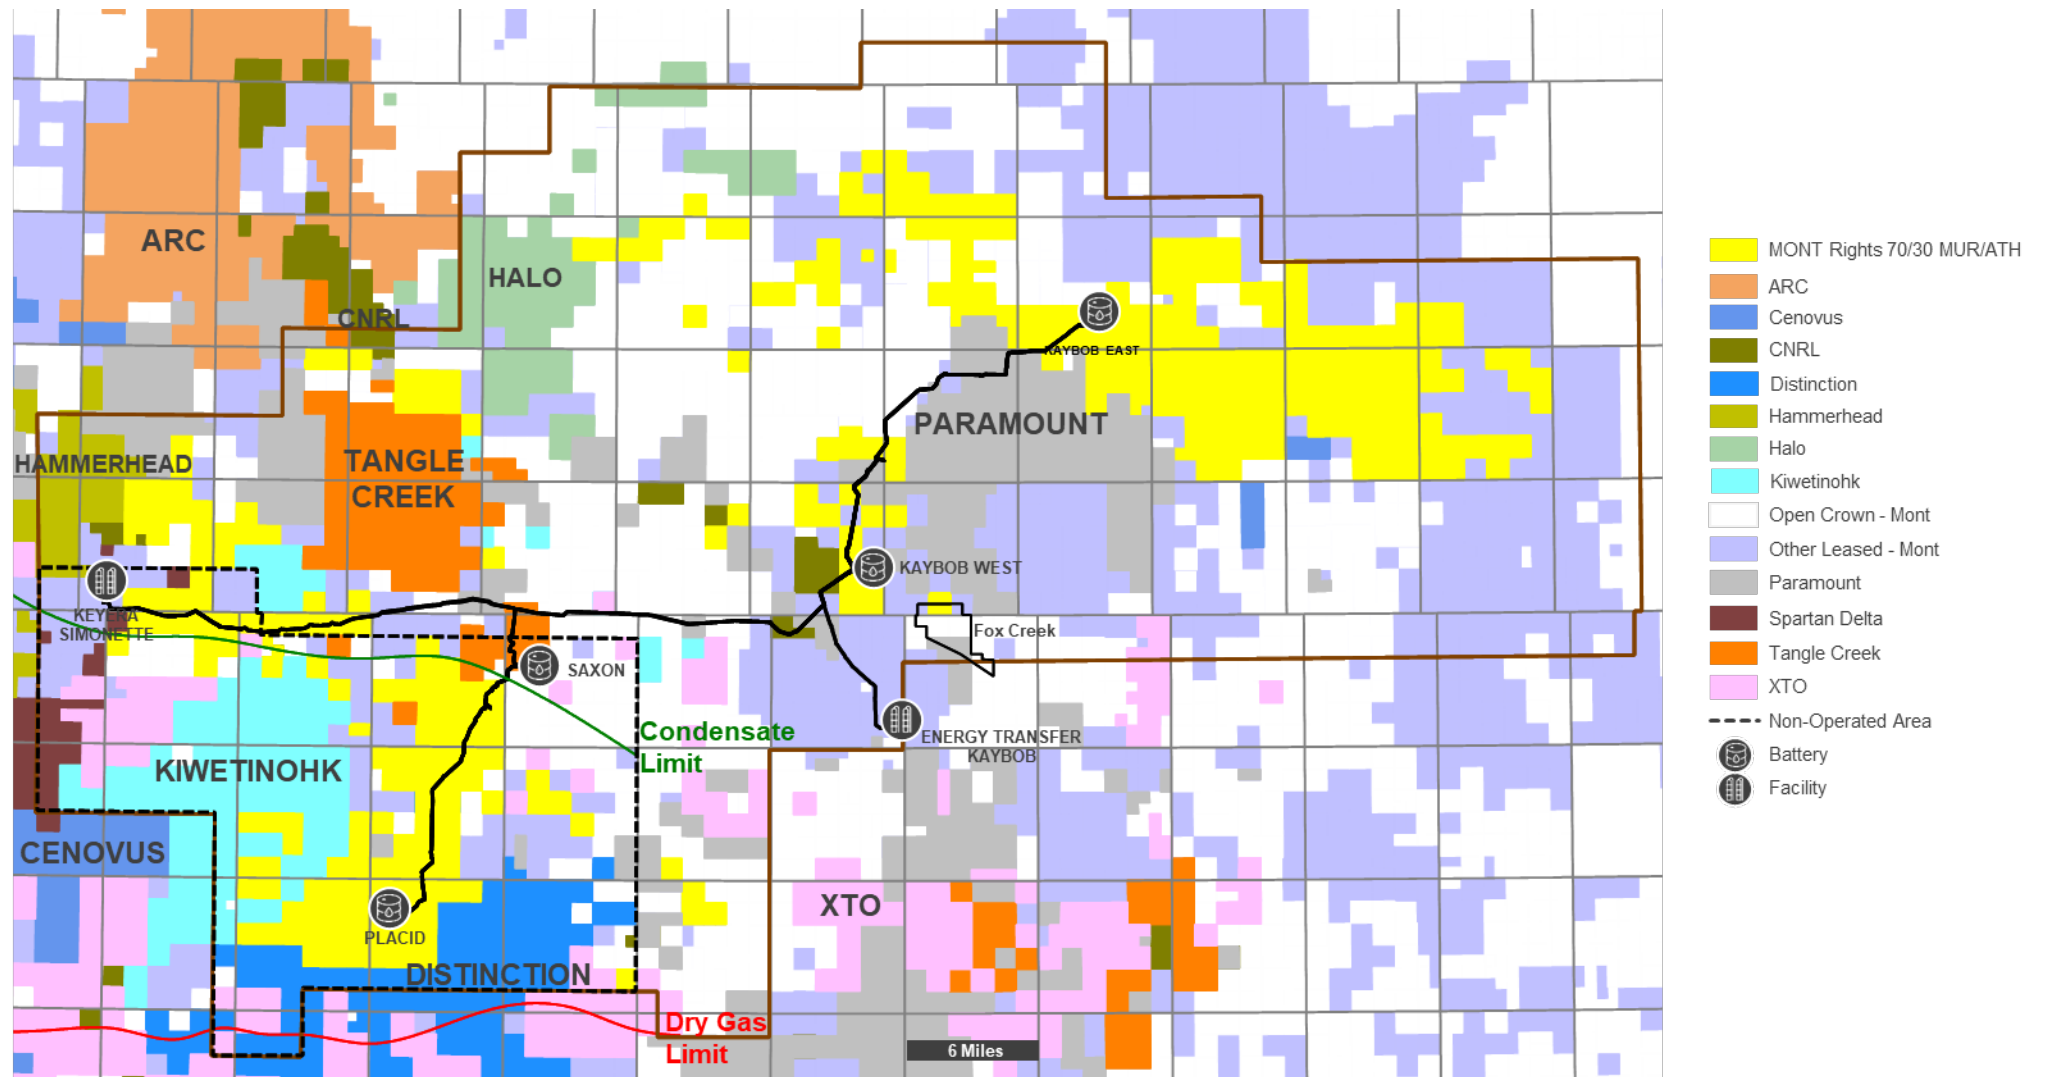 ARC
HALO
CNRL
KAYBOB EAST
PARAMOUNT
HAMMERHEAD
TANGLE
CREEK
KAYBOB WEST
KEYERA
SIMONETTE
Fox Creek
SAXON
Condensate
Limit
ENERGY TRANSFER
KAYBOB
KIWETINOHK
CENOVUS
XTO
PLACID
DISTINCTION
Dry Gas
Limit
6 Miles
MONT Rights 70/30 MUR/ATH
ARC
Cenovus
CNRL
Distinction
Hammerhead
Halo
Kiwetinohk
Open Crown - Mont
Other Leased - Mont
Paramount
Spartan Delta
Tangle Creek
XTO
Non-Operated Area
Battery
Facility